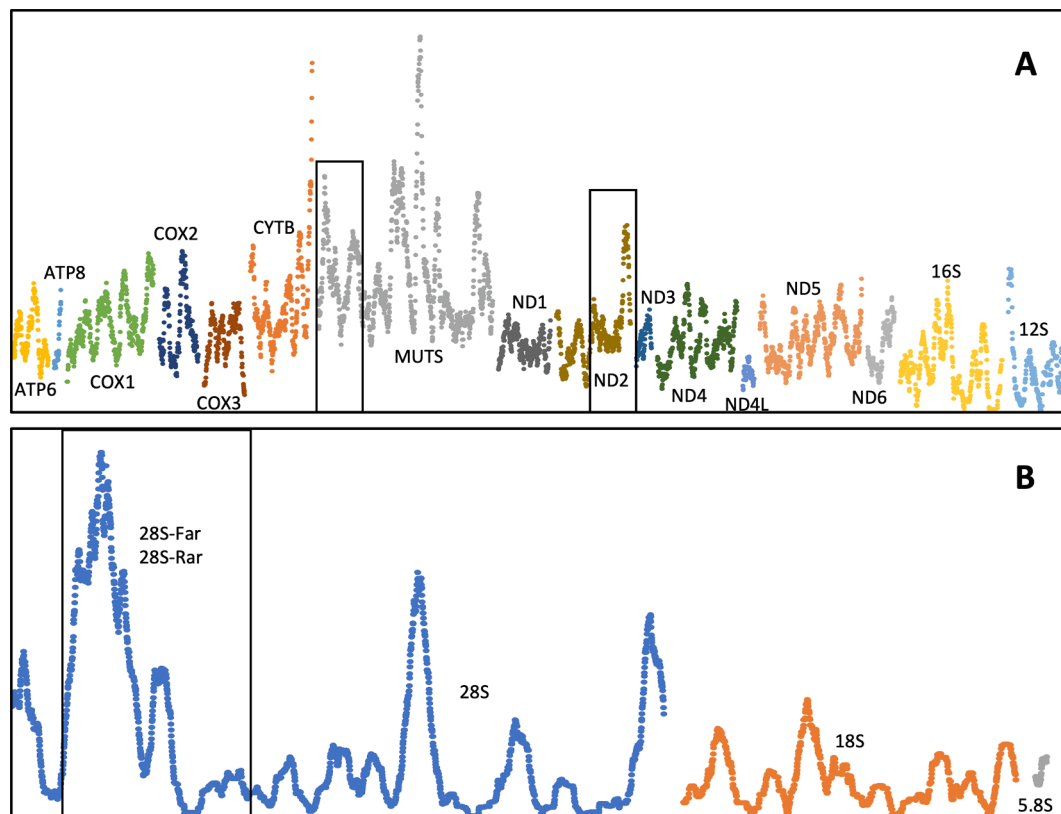 A
COX2
CYTB
ATP8
ND3
ND5
16S
ND1
12S
MUTS
ATP6
COX1
ND2
ND4
ND6
COX3
ND4L
B
28S-Far
28S-Rar
28S
18S
5.8S